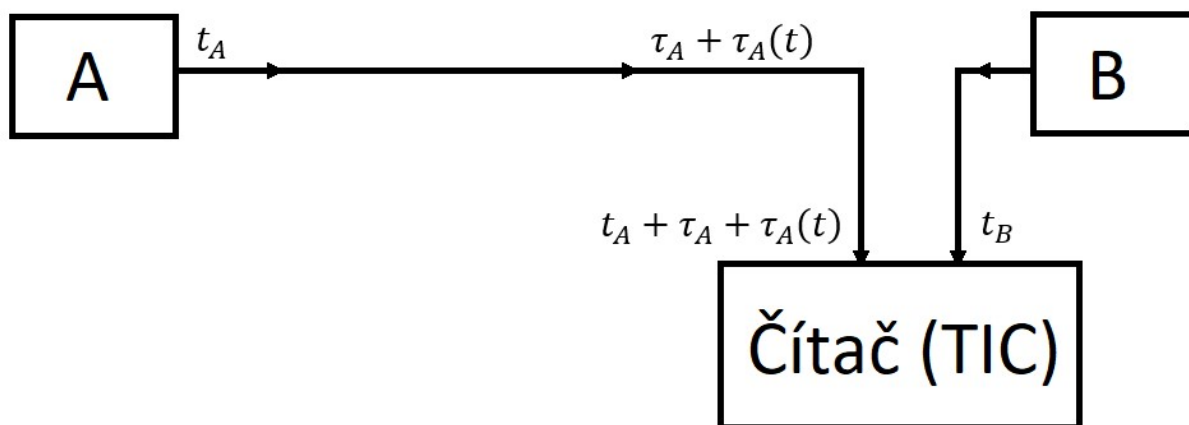 A
t_A
τ_A + τ_A(t)
B
t_A + τ_A + τ_A(t)
t_B
Čítač (TIC)